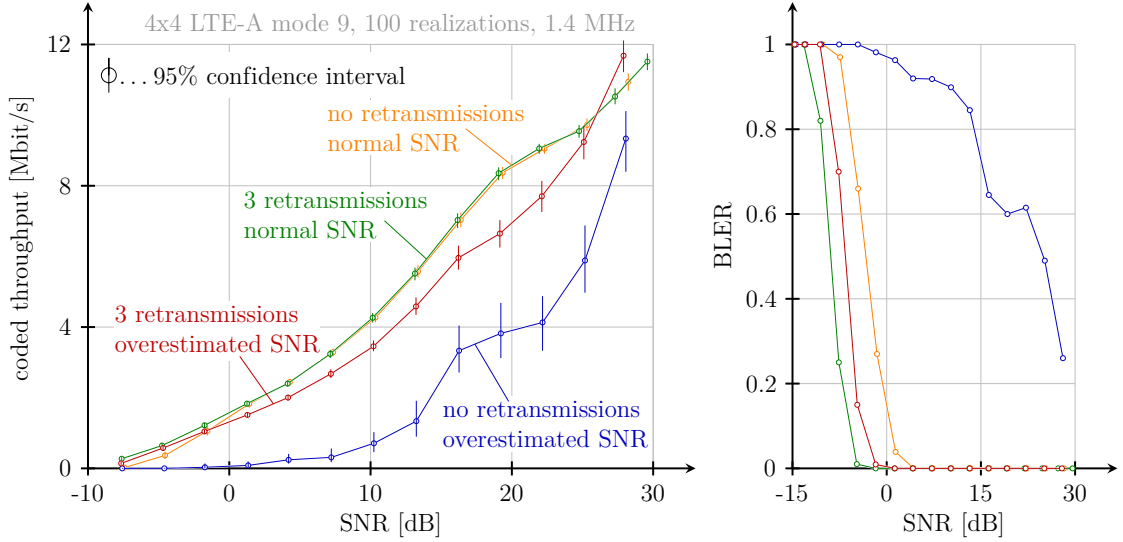 4x4 LTE-A mode 9, 100 realizations, 1.4 MHz
...95% confidence interval
no retransmissions
normal SNR
3 retransmissions
normal SNR
3 retransmissions
overestimated SNR
no retransmissions
overestimated SNR
coded throughput [Mbit/s]
12
8
4
0
-10
0
10
20
30
SNR [dB]
BLER
1
0.8
0.6
0.4
0.2
0
-15
0
15
30
SNR [dB]